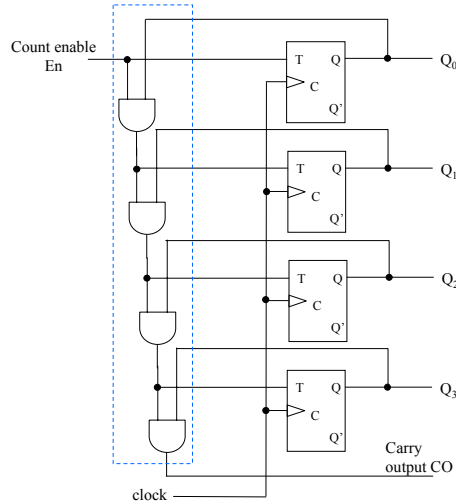 Count enable
En
T Q
C
Q'
Q0
T Q
C
Q'
Q1
T Q
C
Q'
Q2
T Q
C
Q'
Q3
Carry
output CO
clock